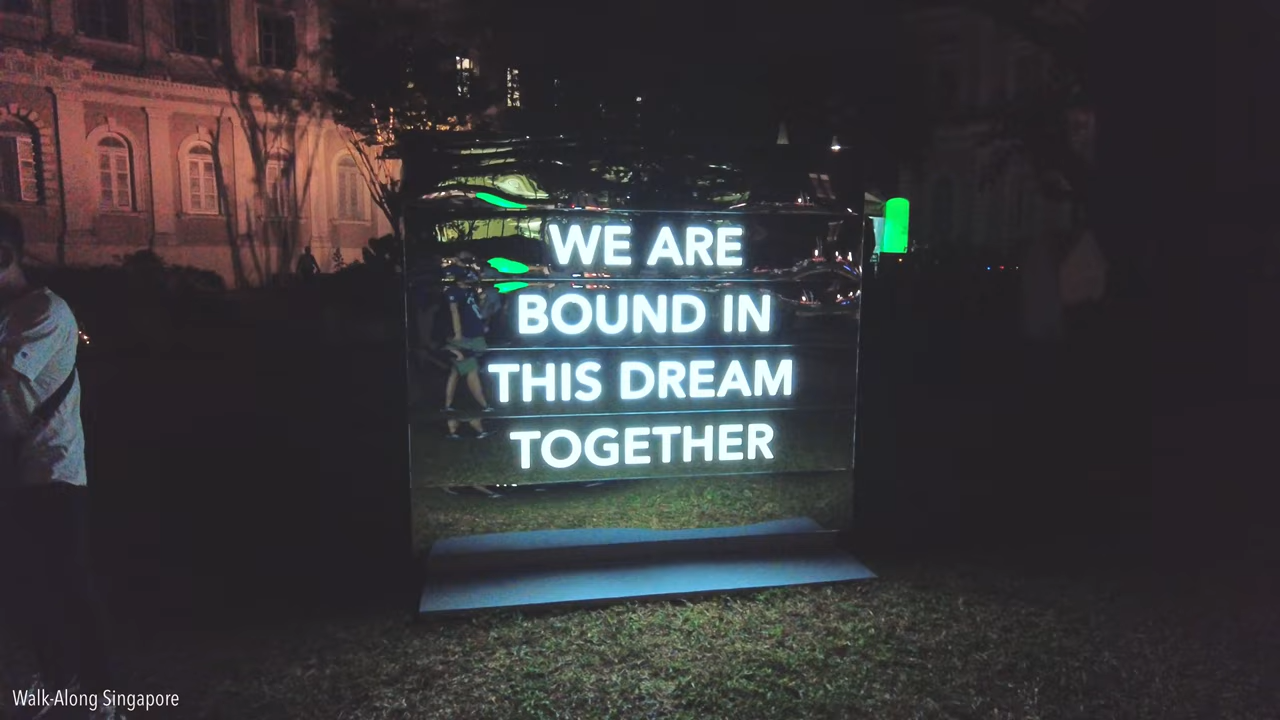 WE ARE
BOUND IN
THIS DREAM
TOGETHER
Walk-Along Singapore